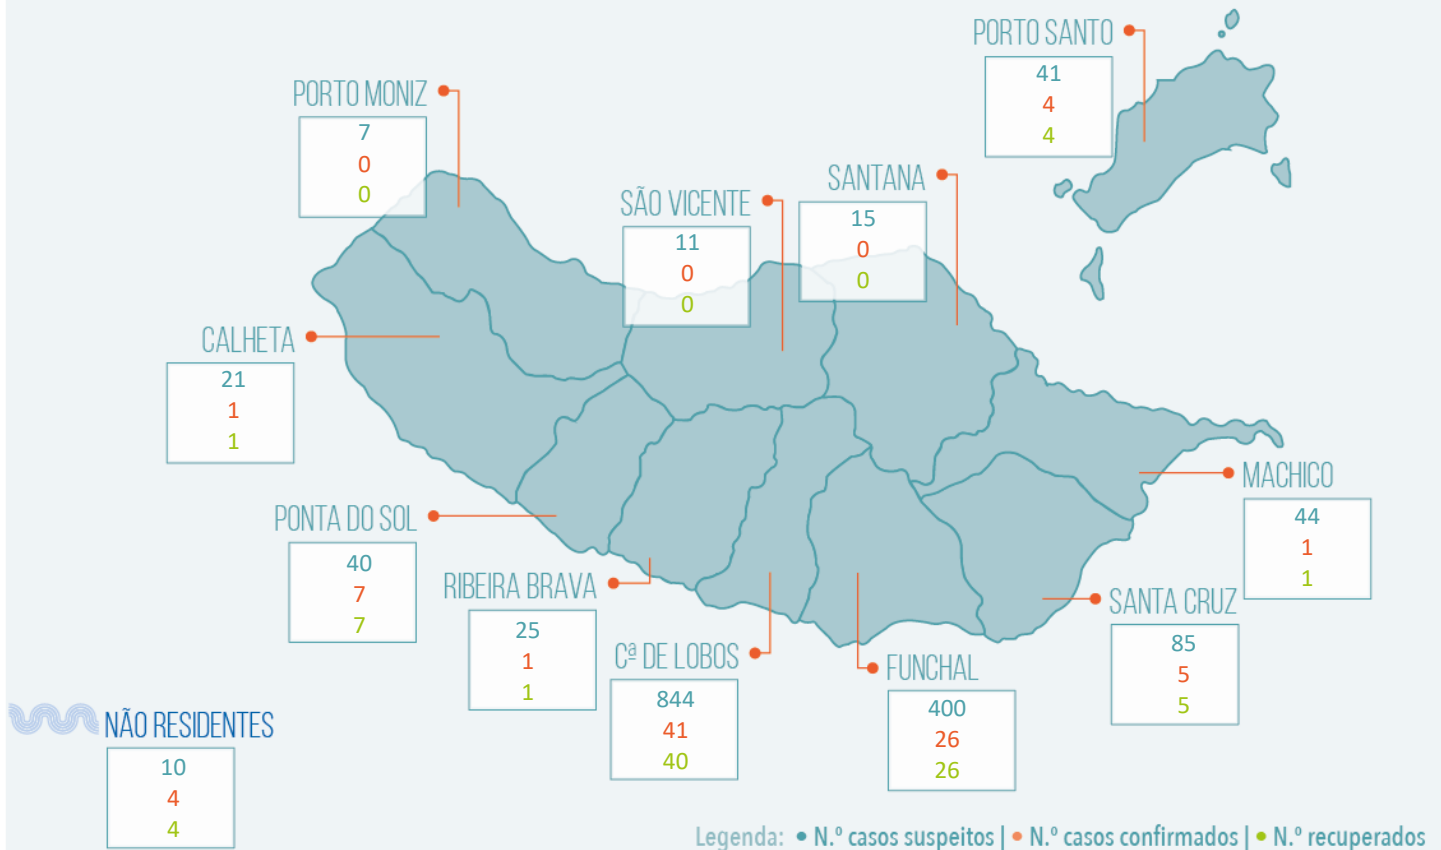 PORTO SANTO
41
4
4
PORTO MONIZ
7
0
0
SANTANA
15
0
0
SÃO VICENTE
11
0
0
CALHETA
21
1
1
MACHICO
44
1
1
PONTA DO SOL
40
7
7
RIBEIRA BRAVA
25
1
1
SANTA CRUZ
85
5
5
Cª DE LOBOS
844
41
40
FUNCHAL
400
26
26
NÃO RESIDENTES
10
4
4
Legenda: • N.º casos suspeitos | • N.º casos confirmados | • N.º recuperados